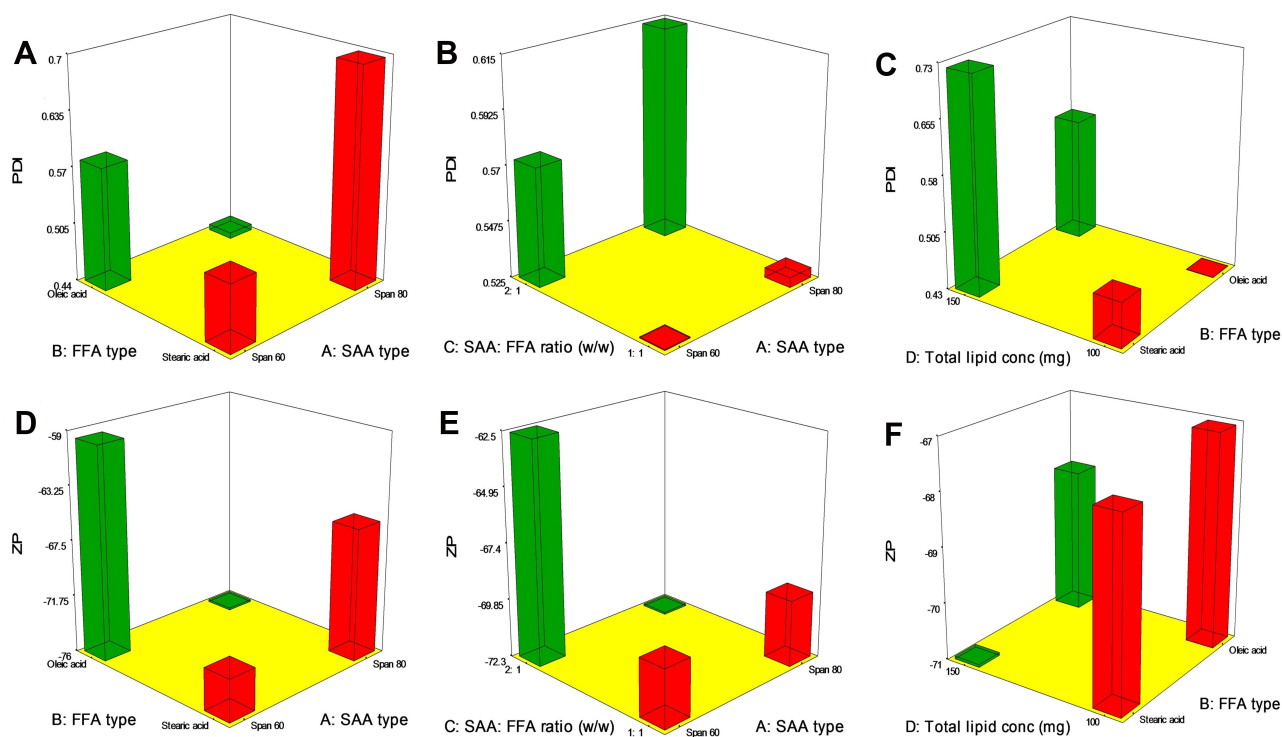 A
0.7
0.635
0.57
0.505
0.44
PDI
Oleic acid
Stearic acid
Span 60
Span 80
B: FFA type
A: SAA type
B
0.615
0.5925
0.57
0.5475
0.525
PDI
2: 1
1: 1
Span 60
Span 80
C: SAA: FFA ratio (w/w)
A: SAA type
C
0.73
0.655
0.58
0.505
0.43
PDI
150
100
Stearic acid
Oleic acid
D: Total lipid conc (mg)
B: FFA type
D
-59
-63.25
-67.5
-71.75
-76
ZP
Oleic acid
Stearic acid
Span 60
Span 80
B: FFA type
A: SAA type
E
-62.5
-64.95
-67.4
-69.85
-72.3
ZP
2: 1
1: 1
Span 60
Span 80
C: SAA: FFA ratio (w/w)
A: SAA type
F
-67
-68
-69
-70
-71
ZP
150
100
Stearic acid
Oleic acid
D: Total lipid conc (mg)
B: FFA type